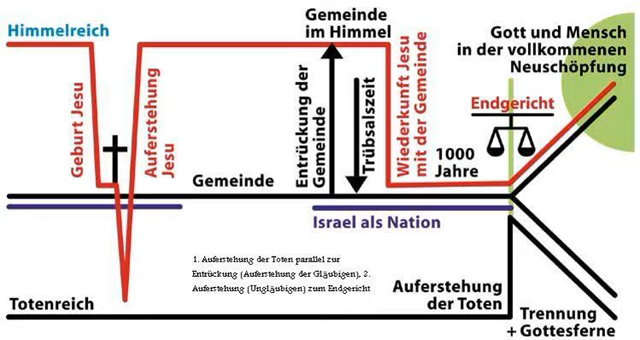 Himmelreich
Geburt Jesu
Auferstehung
Jesu
Gemeinde
im Himmel
Entrückung der
Gemeinde
Trübsalszeit
Wiederkunft Jesu
mit der Gemeinde
Gott und Mensch
in der vollkommenen
Neuschöpfung
Endgericht
1000
Jahre
Gemeinde
Israel als Nation
1. Auferstehung der Toten parallel zur
Entrückung (Auferstehung der Gläubigen), 2.
Auferstehung (Ungläubigen) zum Endgericht
Totenreich
Auferstehung
der Toten
Trennung
+ Gottesferne